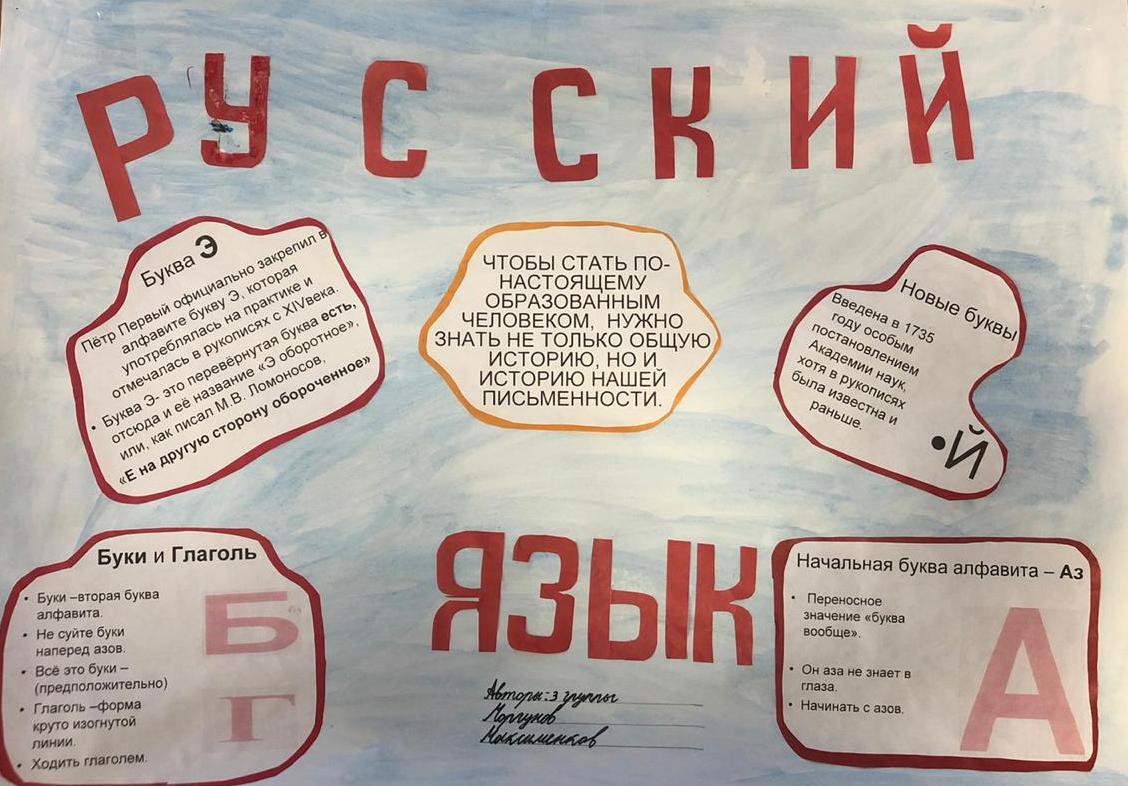 РУССКИЙ
Буква Э
Пётр Первый официально закрепил в
алфавите букву Э, которая
употреблялась на практике и
отмечалась в рукописях с XIVвека.
• Буква Э- это перевёрнутая буква есть,
отсюда и её название «Э оборотное»,
или, как писал М.В. Ломоносов,
«Е на другую сторону обороченное»
ЧТОБЫ СТАТЬ ПО-
НАСТОЯЩЕМУ
ОБРАЗОВАННЫМ
ЧЕЛОВЕКОМ, НУЖНО
ЗНАТЬ НЕ ТОЛЬКО ОБЩУЮ
ИСТОРИЮ, НО И
ИСТОРИЮ НАШЕЙ
ПИСЬМЕННОСТИ.
Новые буквы
Введена в 1735
году особым
постановлением
Академии наук,
хотя в рукописях
была известна и
раньше.
•Й
ЯЗЫК
Буки и Глаголь
• Буки –вторая буква
алфавита.
• Не суйте буки
наперед азов.
• Всё это буки –
(предположительно)
• Глаголь –форма
круто изогнутой
линии.
• Ходить глаголем.
Б
Г
Авторы: 3 группы
Моргунов
Максименков
Начальная буква алфавита – Аз
• Переносное
значение «буква
вообще».
• Он аза не знает в
глаза.
• Начинать с азов.
А